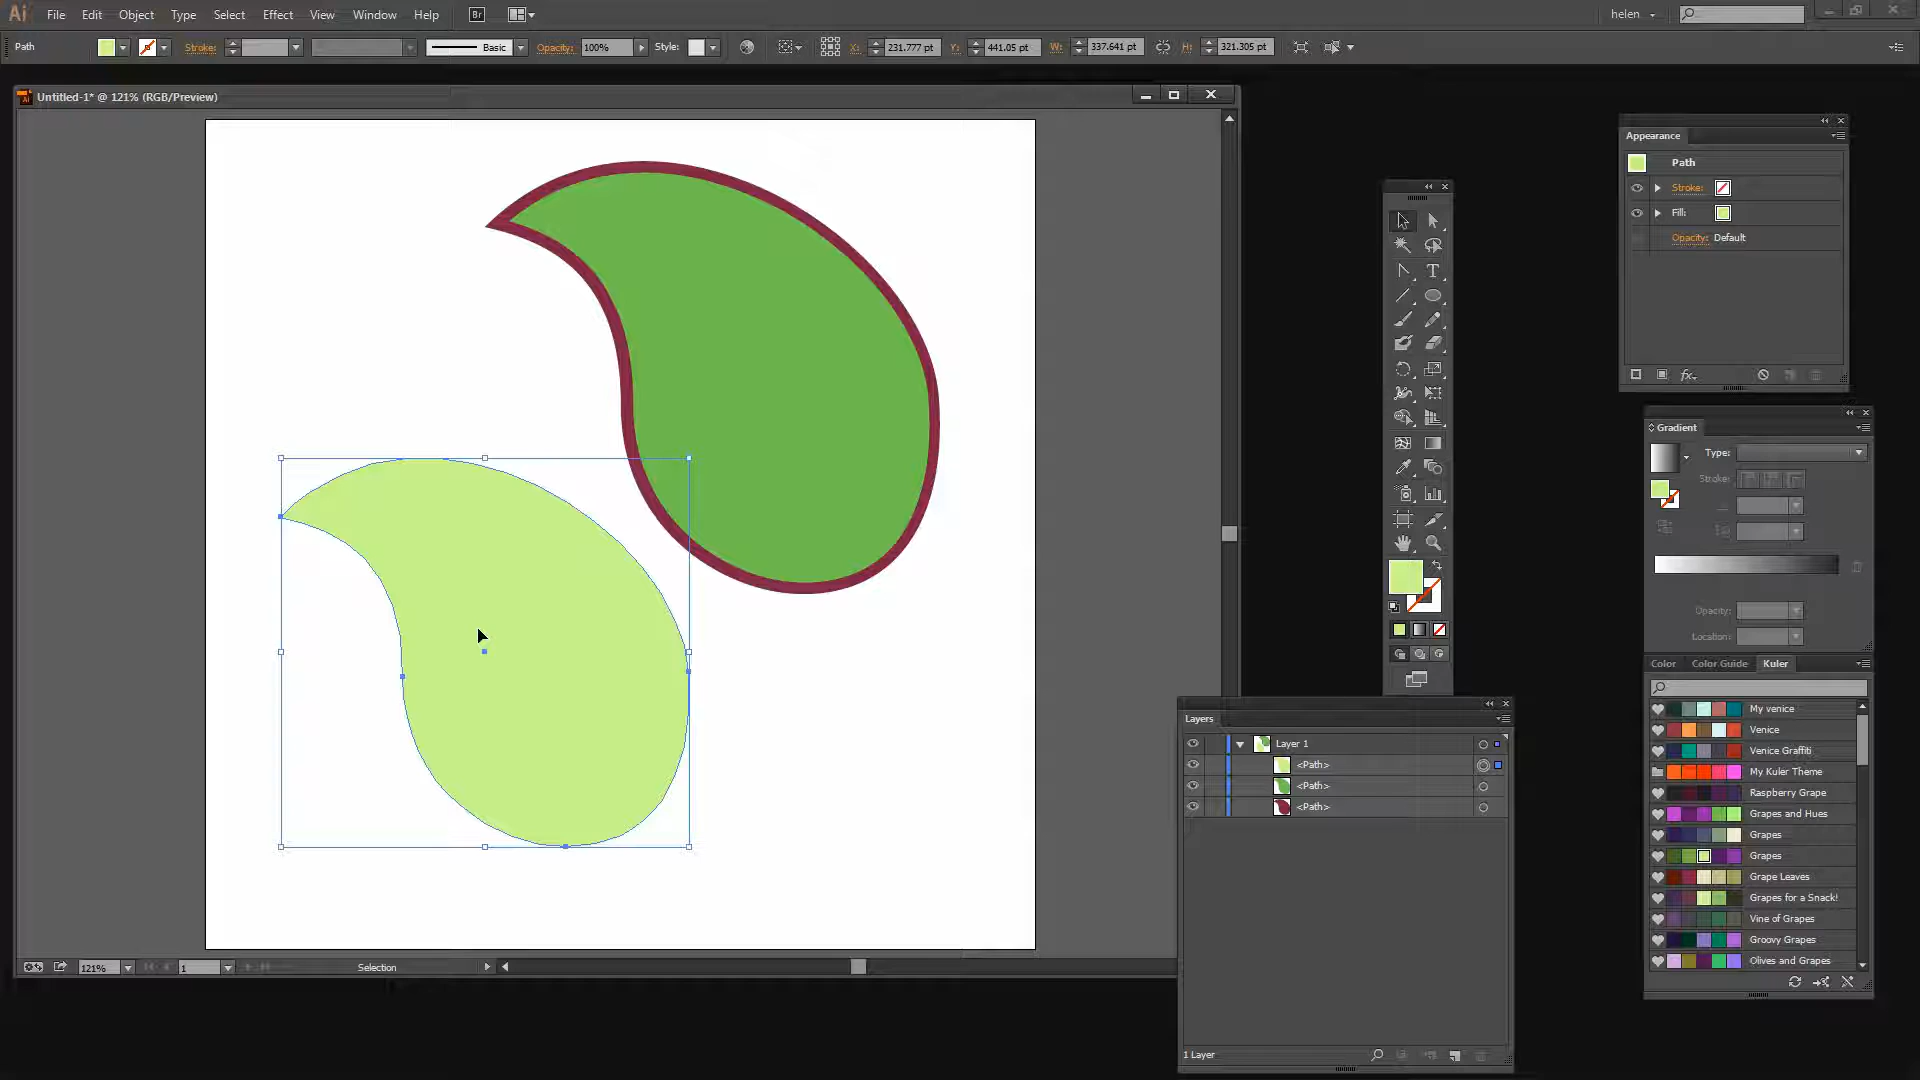 Ai File Edit Object Type Select Effect View Window Help Br helen
Path Stroke: Basic Opacity: 100% Style: X: 231.777 pt Y: 441.05 pt W: 337.641 pt H: 321.305 pt
Untitled-1* @ 121% (RGB/Preview)
Appearance
Path
Stroke:
Fill:
Opacity: Default
fx
Gradient
Type:
Stroke:
Opacity:
Location:
Color Color Guide Kuler
My venice
Venice
Venice Graffiti
My Kuler Theme
Raspberry Grape
Grapes and Hues
Grapes
Grapes
Grape Leaves
Grapes for a Snack!
Vine of Grapes
Groovy Grapes
Olives and Grapes
Layers
Layer 1
<Path>
<Path>
<Path>
1 Layer
121% 1 Selection